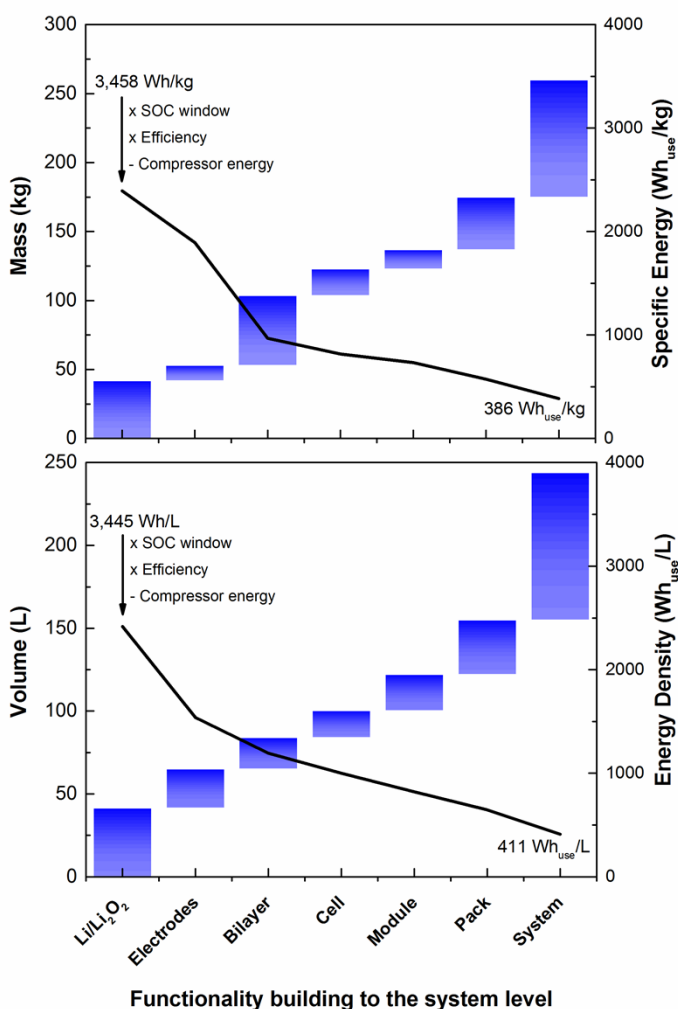 300
250
200
150
100
50
0
Mass (kg)
3,458 Wh/kg
x SOC window
x Efficiency
- Compressor energy
386 Wh_use/kg
4000
3000
2000
1000
0
Specific Energy (Wh_use/kg)
250
200
150
100
50
0
Volume (L)
3,445 Wh/L
x SOC window
x Efficiency
- Compressor energy
411 Wh_use/L
4000
3000
2000
1000
0
Energy Density (Wh_use/L)
Li/Li₂O₂
Electrodes
Bilayer
Cell
Module
Pack
System
Functionality building to the system level